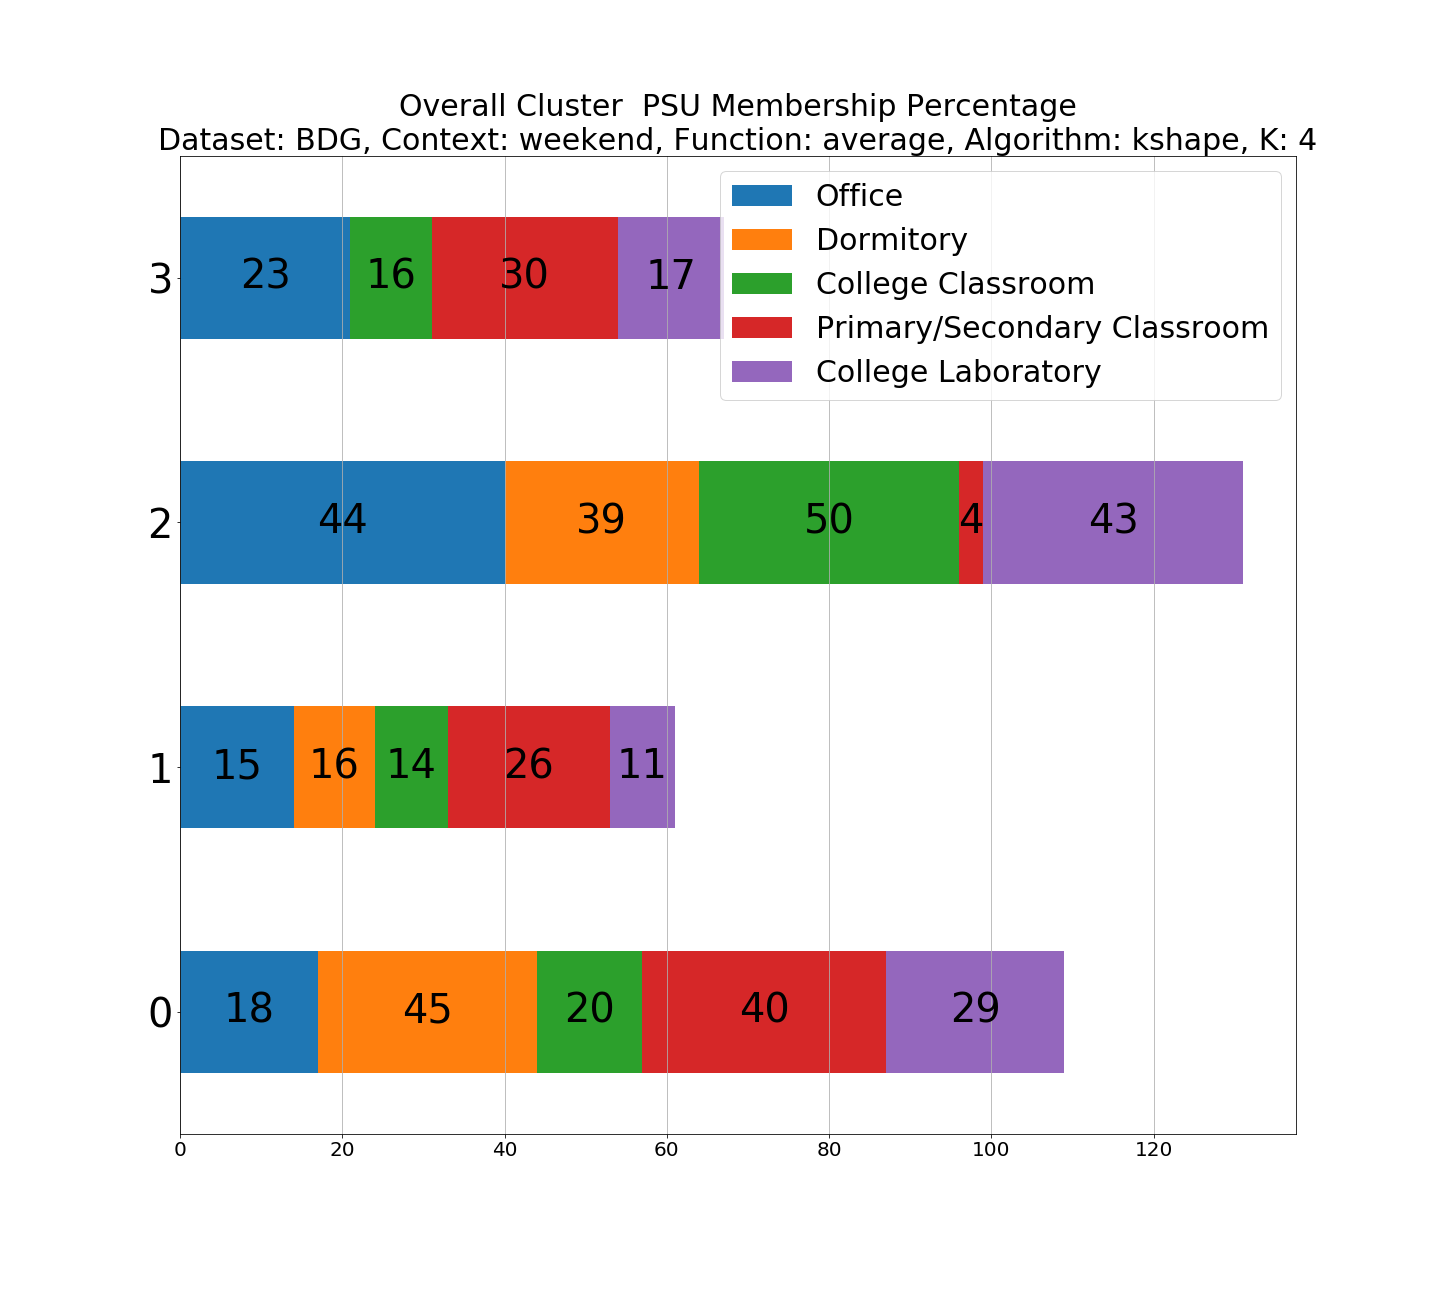 Overall Cluster  PSU Membership Percentage
Dataset: BDG, Context: weekend, Function: average, Algorithm: kshape, K: 4
Office
Dormitory
College Classroom
Primary/Secondary Classroom
College Laboratory
3 23 16 30 17
2 44 39 50 4 43
1 15 16 14 26 11
0 18 45 20 40 29
0 20 40 60 80 100 120